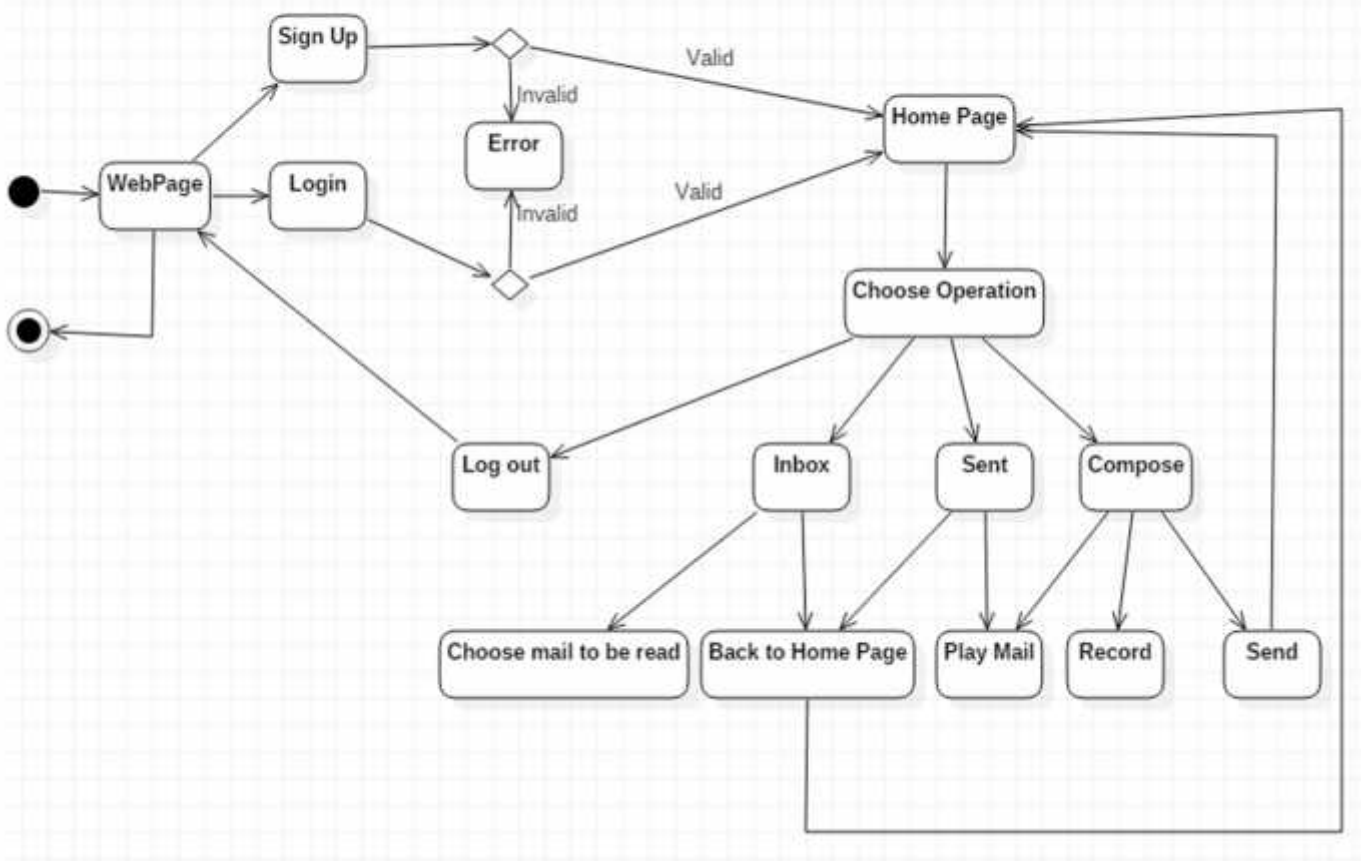 Sign Up
Valid
Invalid
Home Page
Error
WebPage
Login
Valid
Invalid
Choose Operation
Log out
Inbox
Sent
Compose
Choose mail to be read
Back to Home Page
Play Mail
Record
Send